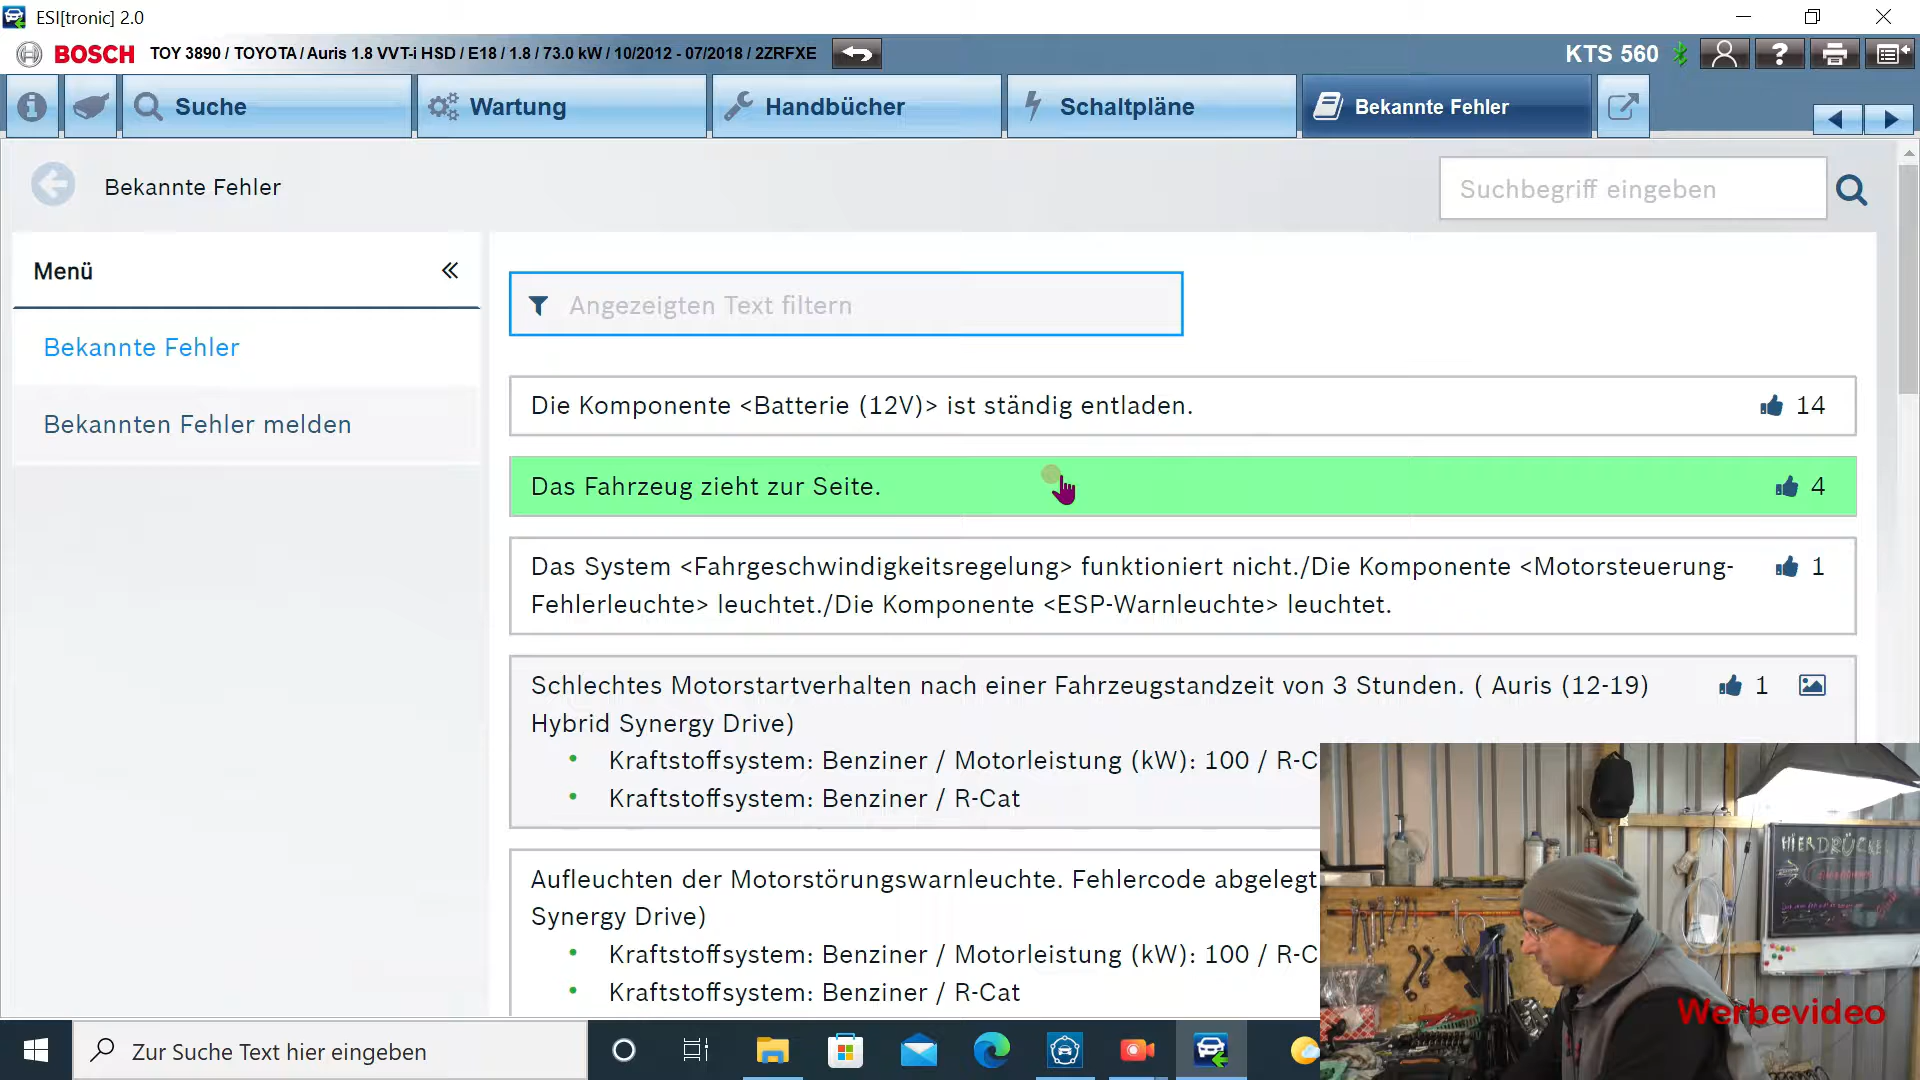 ESI[tronic] 2.0
BOSCH TOY 3890 / TOYOTA / Auris 1.8 VVT-i HSD / E18 / 1.8 / 73.0 kW / 10/2012 - 07/2018 / 2ZRFXE KTS 560 ?
Suche Wartung Handbücher Schaltpläne Bekannte Fehler
Bekannte Fehler Suchbegriff eingeben
Menü «
Bekannte Fehler
Bekannten Fehler melden
Angezeigten Text filtern
Die Komponente <Batterie (12V)> ist ständig entladen. 14
Das Fahrzeug zieht zur Seite. 4
Das System <Fahrgeschwindigkeitsregelung> funktioniert nicht./Die Komponente <Motorsteuerung- 1
Fehlerleuchte> leuchtet./Die Komponente <ESP-Warnleuchte> leuchtet.
Schlechtes Motorstartverhalten nach einer Fahrzeugstandzeit von 3 Stunden. ( Auris (12-19) 1
Hybrid Synergy Drive)
• Kraftstoffsystem: Benziner / Motorleistung (kW): 100 / R-C
• Kraftstoffsystem: Benziner / R-Cat
Aufleuchten der Motorstörungswarnleuchte. Fehlercode abgelegt
Synergy Drive)
• Kraftstoffsystem: Benziner / Motorleistung (kW): 100 / R-C
• Kraftstoffsystem: Benziner / R-Cat
HIER DRÜCKE
Werbevideo
Zur Suche Text hier eingeben